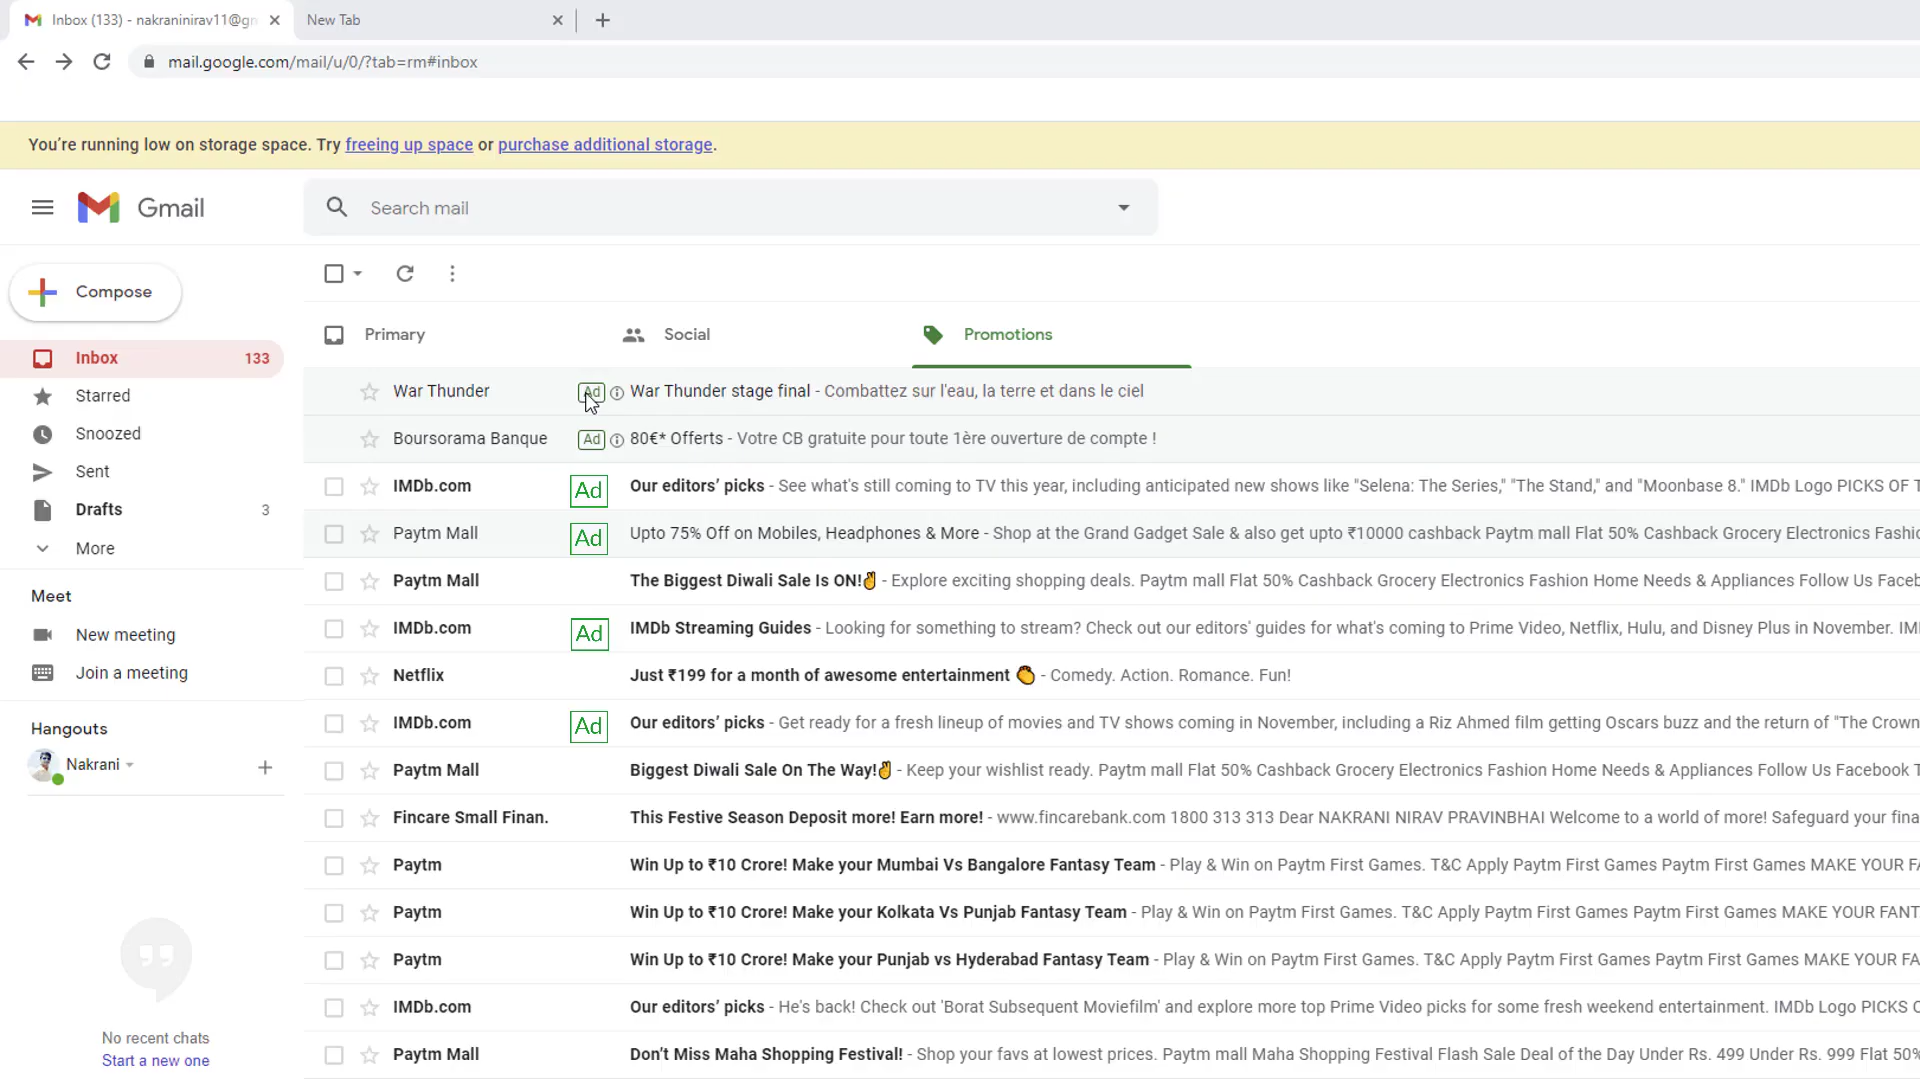 Inbox (133) - nakraninirav11@gm
New Tab
mail.google.com/mail/u/0/?tab=rm#inbox
You're running low on storage space. Try freeing up space or purchase additional storage.
Gmail
Search mail
Compose
Primary
Social
Promotions
Inbox 133
Starred
Snoozed
Sent
Drafts 3
More
Meet
New meeting
Join a meeting
Hangouts
Nakrani
No recent chats
Start a new one
War Thunder Ad War Thunder stage final - Combattez sur l'eau, la terre et dans le ciel
Boursorama Banque Ad 80€* Offerts - Votre CB gratuite pour toute 1ère ouverture de compte !
IMDb.com Ad Our editors’ picks - See what's still coming to TV this year, including anticipated new shows like "Selena: The Series," "The Stand," and "Moonbase 8." IMDb Logo PICKS OF T
Paytm Mall Ad Upto 75% Off on Mobiles, Headphones & More - Shop at the Grand Gadget Sale & also get upto ₹10000 cashback Paytm mall Flat 50% Cashback Grocery Electronics Fashio
Paytm Mall The Biggest Diwali Sale Is ON!✌ - Explore exciting shopping deals. Paytm mall Flat 50% Cashback Grocery Electronics Fashion Home Needs & Appliances Follow Us Faceb
IMDb.com Ad IMDb Streaming Guides - Looking for something to stream? Check out our editors' guides for what's coming to Prime Video, Netflix, Hulu, and Disney Plus in November. IM
Netflix Just ₹199 for a month of awesome entertainment 👏 - Comedy. Action. Romance. Fun!
IMDb.com Ad Our editors’ picks - Get ready for a fresh lineup of movies and TV shows coming in November, including a Riz Ahmed film getting Oscars buzz and the return of "The Crown
Paytm Mall Biggest Diwali Sale On The Way!✌ - Keep your wishlist ready. Paytm mall Flat 50% Cashback Grocery Electronics Fashion Home Needs & Appliances Follow Us Facebook T
Fincare Small Finan. This Festive Season Deposit more! Earn more! - www.fincarebank.com 1800 313 313 Dear NAKRANI NIRAV PRAVINBHAI Welcome to a world of more! Safeguard your fina
Paytm Win Up to ₹10 Crore! Make your Mumbai Vs Bangalore Fantasy Team - Play & Win on Paytm First Games. T&C Apply Paytm First Games Paytm First Games MAKE YOUR FA
Paytm Win Up to ₹10 Crore! Make your Kolkata Vs Punjab Fantasy Team - Play & Win on Paytm First Games. T&C Apply Paytm First Games Paytm First Games MAKE YOUR FANT
Paytm Win Up to ₹10 Crore! Make your Punjab vs Hyderabad Fantasy Team - Play & Win on Paytm First Games. T&C Apply Paytm First Games Paytm First Games MAKE YOUR FA
IMDb.com Our editors’ picks - He's back! Check out 'Borat Subsequent Moviefilm' and explore more top Prime Video picks for some fresh weekend entertainment. IMDb Logo PICKS O
Paytm Mall Don’t Miss Maha Shopping Festival! - Shop your favs at lowest prices. Paytm mall Maha Shopping Festival Flash Sale Deal of the Day Under Rs. 499 Under Rs. 999 Flat 50%